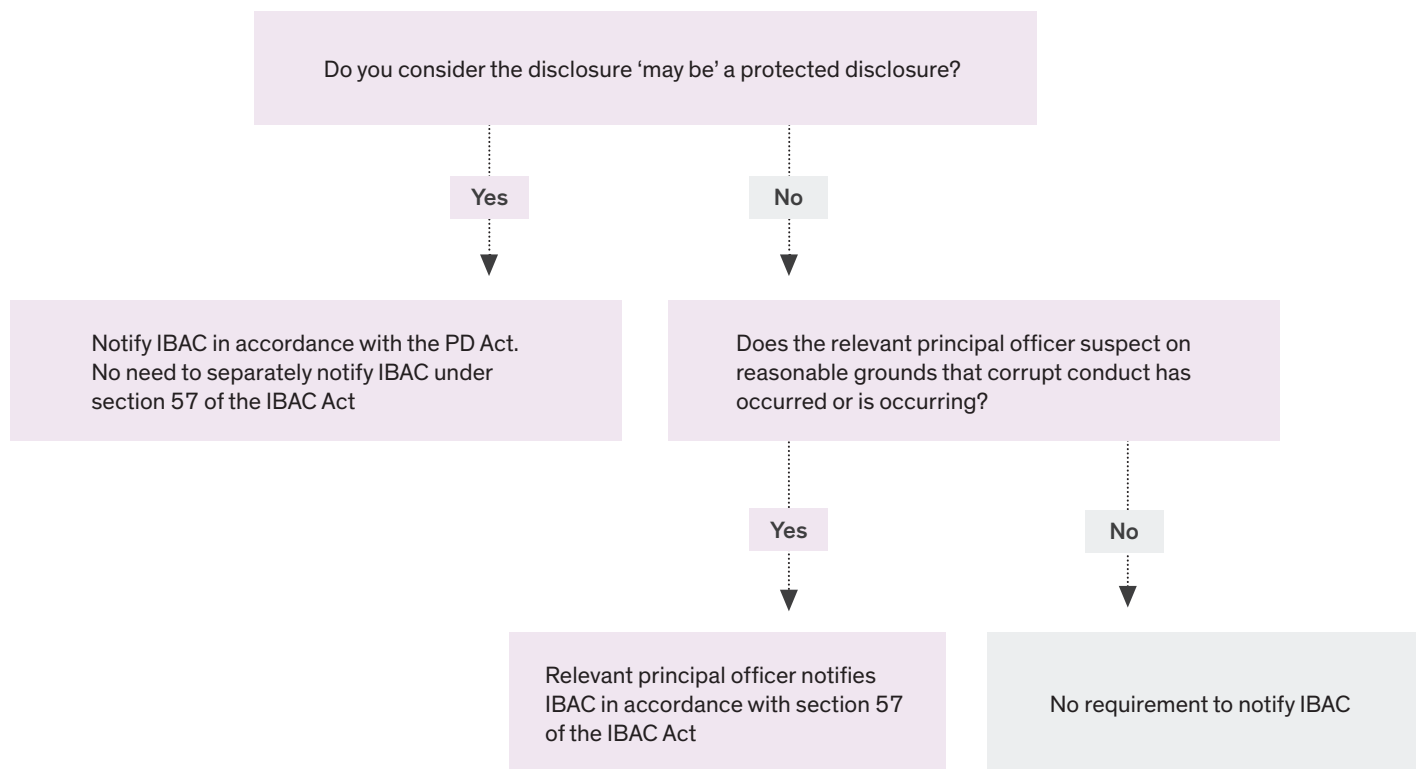 Do you consider the disclosure ‘may be’ a protected disclosure?
Yes
No
Notify IBAC in accordance with the PD Act.
No need to separately notify IBAC under
section 57 of the IBAC Act
Does the relevant principal officer suspect on
reasonable grounds that corrupt conduct has
occurred or is occurring?
Yes
No
Relevant principal officer notifies
IBAC in accordance with section 57
of the IBAC Act
No requirement to notify IBAC